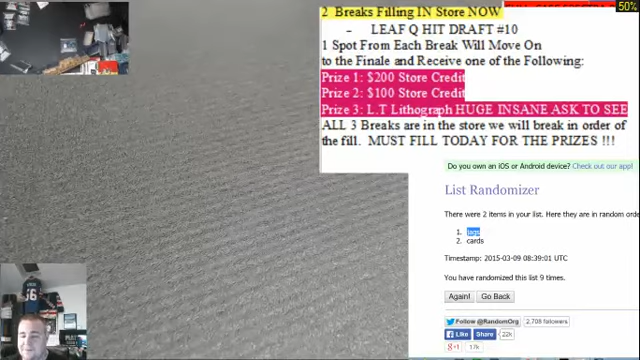 2 Breaks Filling IN Store NOW
50%
- LEAF Q HIT DRAFT #10
1 Spot From Each Break Will Move On
to the Finale and Receive one of the Following:
Prize 1: $200 Store Credit
Prize 2: $100 Store Credit
Prize 3: L.T Lithograph HUGE INSANE ASK TO SEE
ALL 3 Breaks are in the store we will break in order of
the fill. MUST FILL TODAY FOR THE PRIZES !!!
Do you own an iOS or Android device? Check out our app!
List Randomizer
There were 2 items in your list. Here they are in random orde
1. jags
2. cards
Timestamp: 2015-03-09 08:39:01 UTC
You have randomized this list 9 times.
Again! Go Back
Follow @RandomOrg 2,708 followers
Like Share 22k
g+1 17k
56